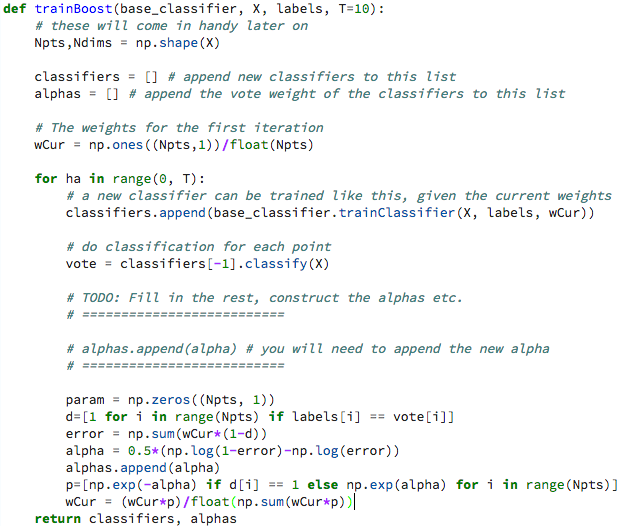 def trainBoost(base_classifier, X, labels, T=10):
    # these will come in handy later on
    Npts,Ndims = np.shape(X)

    classifiers = [] # append new classifiers to this list
    alphas = [] # append the vote weight of the classifiers to this list

    # The weights for the first iteration
    wCur = np.ones((Npts,1))/float(Npts)

    for ha in range(0, T):
        # a new classifier can be trained like this, given the current weights
        classifiers.append(base_classifier.trainClassifier(X, labels, wCur))

        # do classification for each point
        vote = classifiers[-1].classify(X)

        # TODO: Fill in the rest, construct the alphas etc.
        # ==========================

        # alphas.append(alpha) # you will need to append the new alpha
        # ==========================

        param = np.zeros((Npts, 1))
        d=[1 for i in range(Npts) if labels[i] == vote[i]]
        error = np.sum(wCur*(1-d))
        alpha = 0.5*(np.log(1-error)-np.log(error))
        alphas.append(alpha)
        p=[np.exp(-alpha) if d[i] == 1 else np.exp(alpha) for i in range(Npts)]
        wCur = (wCur*p)/float(np.sum(wCur*p))
    return classifiers, alphas